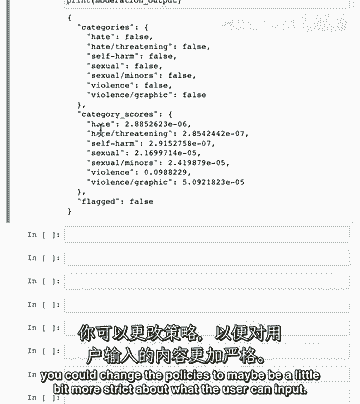 print(moderation_output)
{
"categories": {
"hate": false,
"hate/threatening": false,
"self-harm": false,
"sexual": false,
"sexual/minors": false,
"violence": false,
"violence/graphic": false
},
"category_scores": {
"hate": 2.8852623e-06,
"hate/threatening": 2.8542442e-07,
"self-harm": 2.9152758e-07,
"sexual": 2.1699714e-05,
"sexual/minors": 2.419879e-05,
"violence": 0.0988229,
"violence/graphic": 5.0921823e-05
},
"flagged": false
}
In [ ]:
In [ ]:
In [ ]:
In [ ]:
In [ ]:
In [ ]:
你可以更改策略，以便对用
户输入的内容更加严格。
you could change the policies to maybe be a little
bit more strict about what the user can input.
In [ ]: